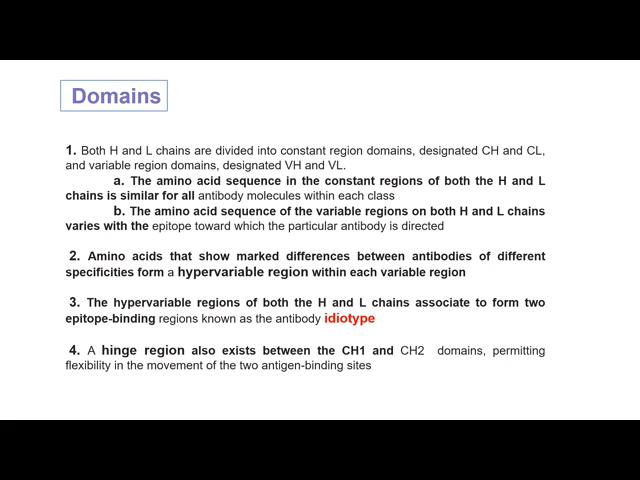 Domains
1. Both H and L chains are divided into constant region domains, designated CH and CL,
and variable region domains, designated VH and VL.
a. The amino acid sequence in the constant regions of both the H and L
chains is similar for all antibody molecules within each class
b. The amino acid sequence of the variable regions on both H and L chains
varies with the epitope toward which the particular antibody is directed
2. Amino acids that show marked differences between antibodies of different
specificities form a hypervariable region within each variable region
3. The hypervariable regions of both the H and L chains associate to form two
epitope-binding regions known as the antibody idiotype
4. A hinge region also exists between the CH1 and CH2 domains, permitting
flexibility in the movement of the two antigen-binding sites